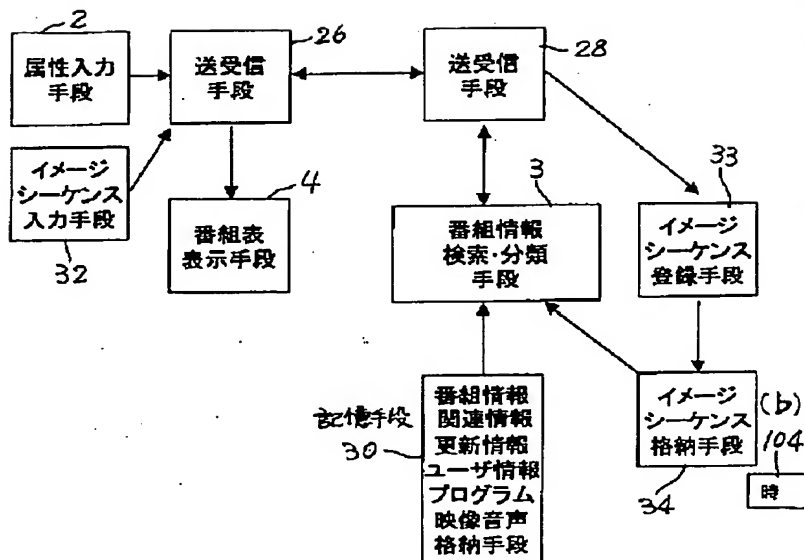 2
属性入力
手段
26
送受信
手段
28
送受信
手段
イメージ
シーケンス
入力手段
32
4
番組表
表示手段
3
番組情報
検索・分類
手段
33
イメージ
シーケンス
登録手段
記憶手段
30
番組情報
関連情報
更新情報
ユーザ情報
プログラム
映像音声
格納手段
イメージ
シーケンス
格納手段
34
(b)
104
時